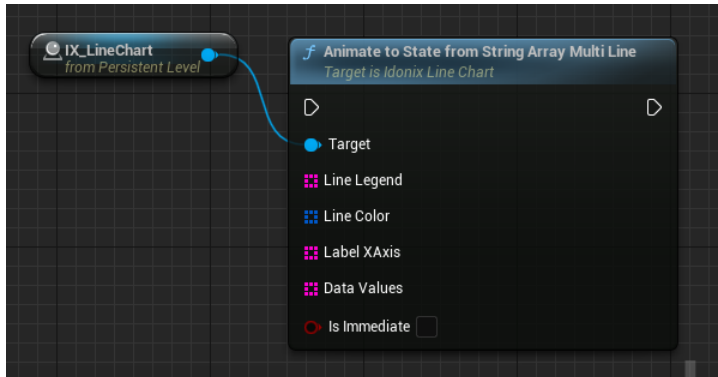 IX_LineChart
from Persistent Level
f Animate to State from String Array Multi Line
Target is Idonix Line Chart
Target
Line Legend
Line Color
Label XAxis
Data Values
Is Immediate